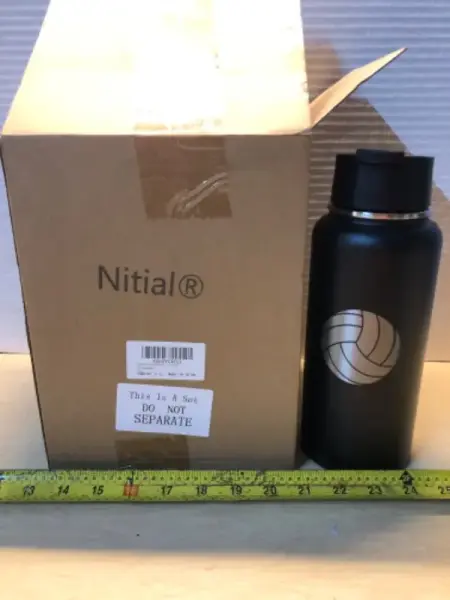 Nitial®
This Is A Set
DO NOT
SEPARATE
13 14 15 16 17 18 19 20 21 22 23 24 25